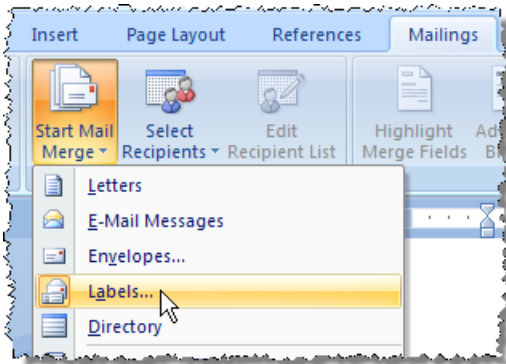 Insert Page Layout References Mailings
Start Mail Merge Select Recipients Edit Recipient List Highlight Merge Fields
Letters
E-Mail Messages
Envelopes...
Labels...
Directory